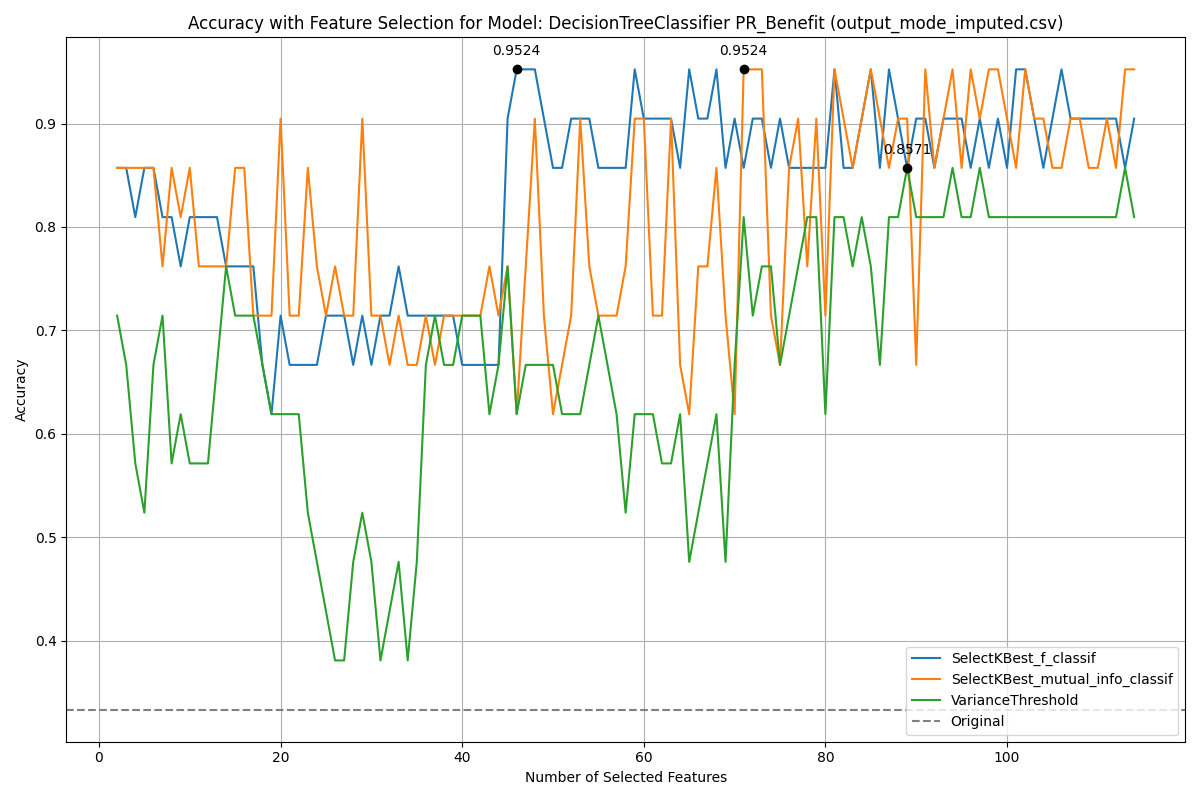 Accuracy with Feature Selection for Model: DecisionTreeClassifier PR_Benefit (output_mode_imputed.csv)
0.9524
0.9524
0.8571
0.9
0.8
0.7
0.6
0.5
0.4
Accuracy
SelectKBest_f_classif
SelectKBest_mutual_info_classif
VarianceThreshold
Original
0 20 40 60 80 100
Number of Selected Features